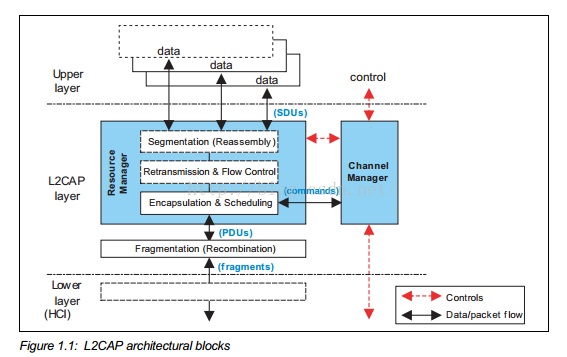 data
data
data
Upper
layer
control
(SDUs)
Resource
Manager
Segmentation (Reassembly)
Retransmission & Flow Control
Encapsulation & Scheduling
L2CAP
layer
(commands)
Channel
Manager
(PDUs)
Fragmentation (Recombination)
(fragments)
Lower
layer
(HCI)
Controls
Data/packet flow
Figure 1.1: L2CAP architectural blocks